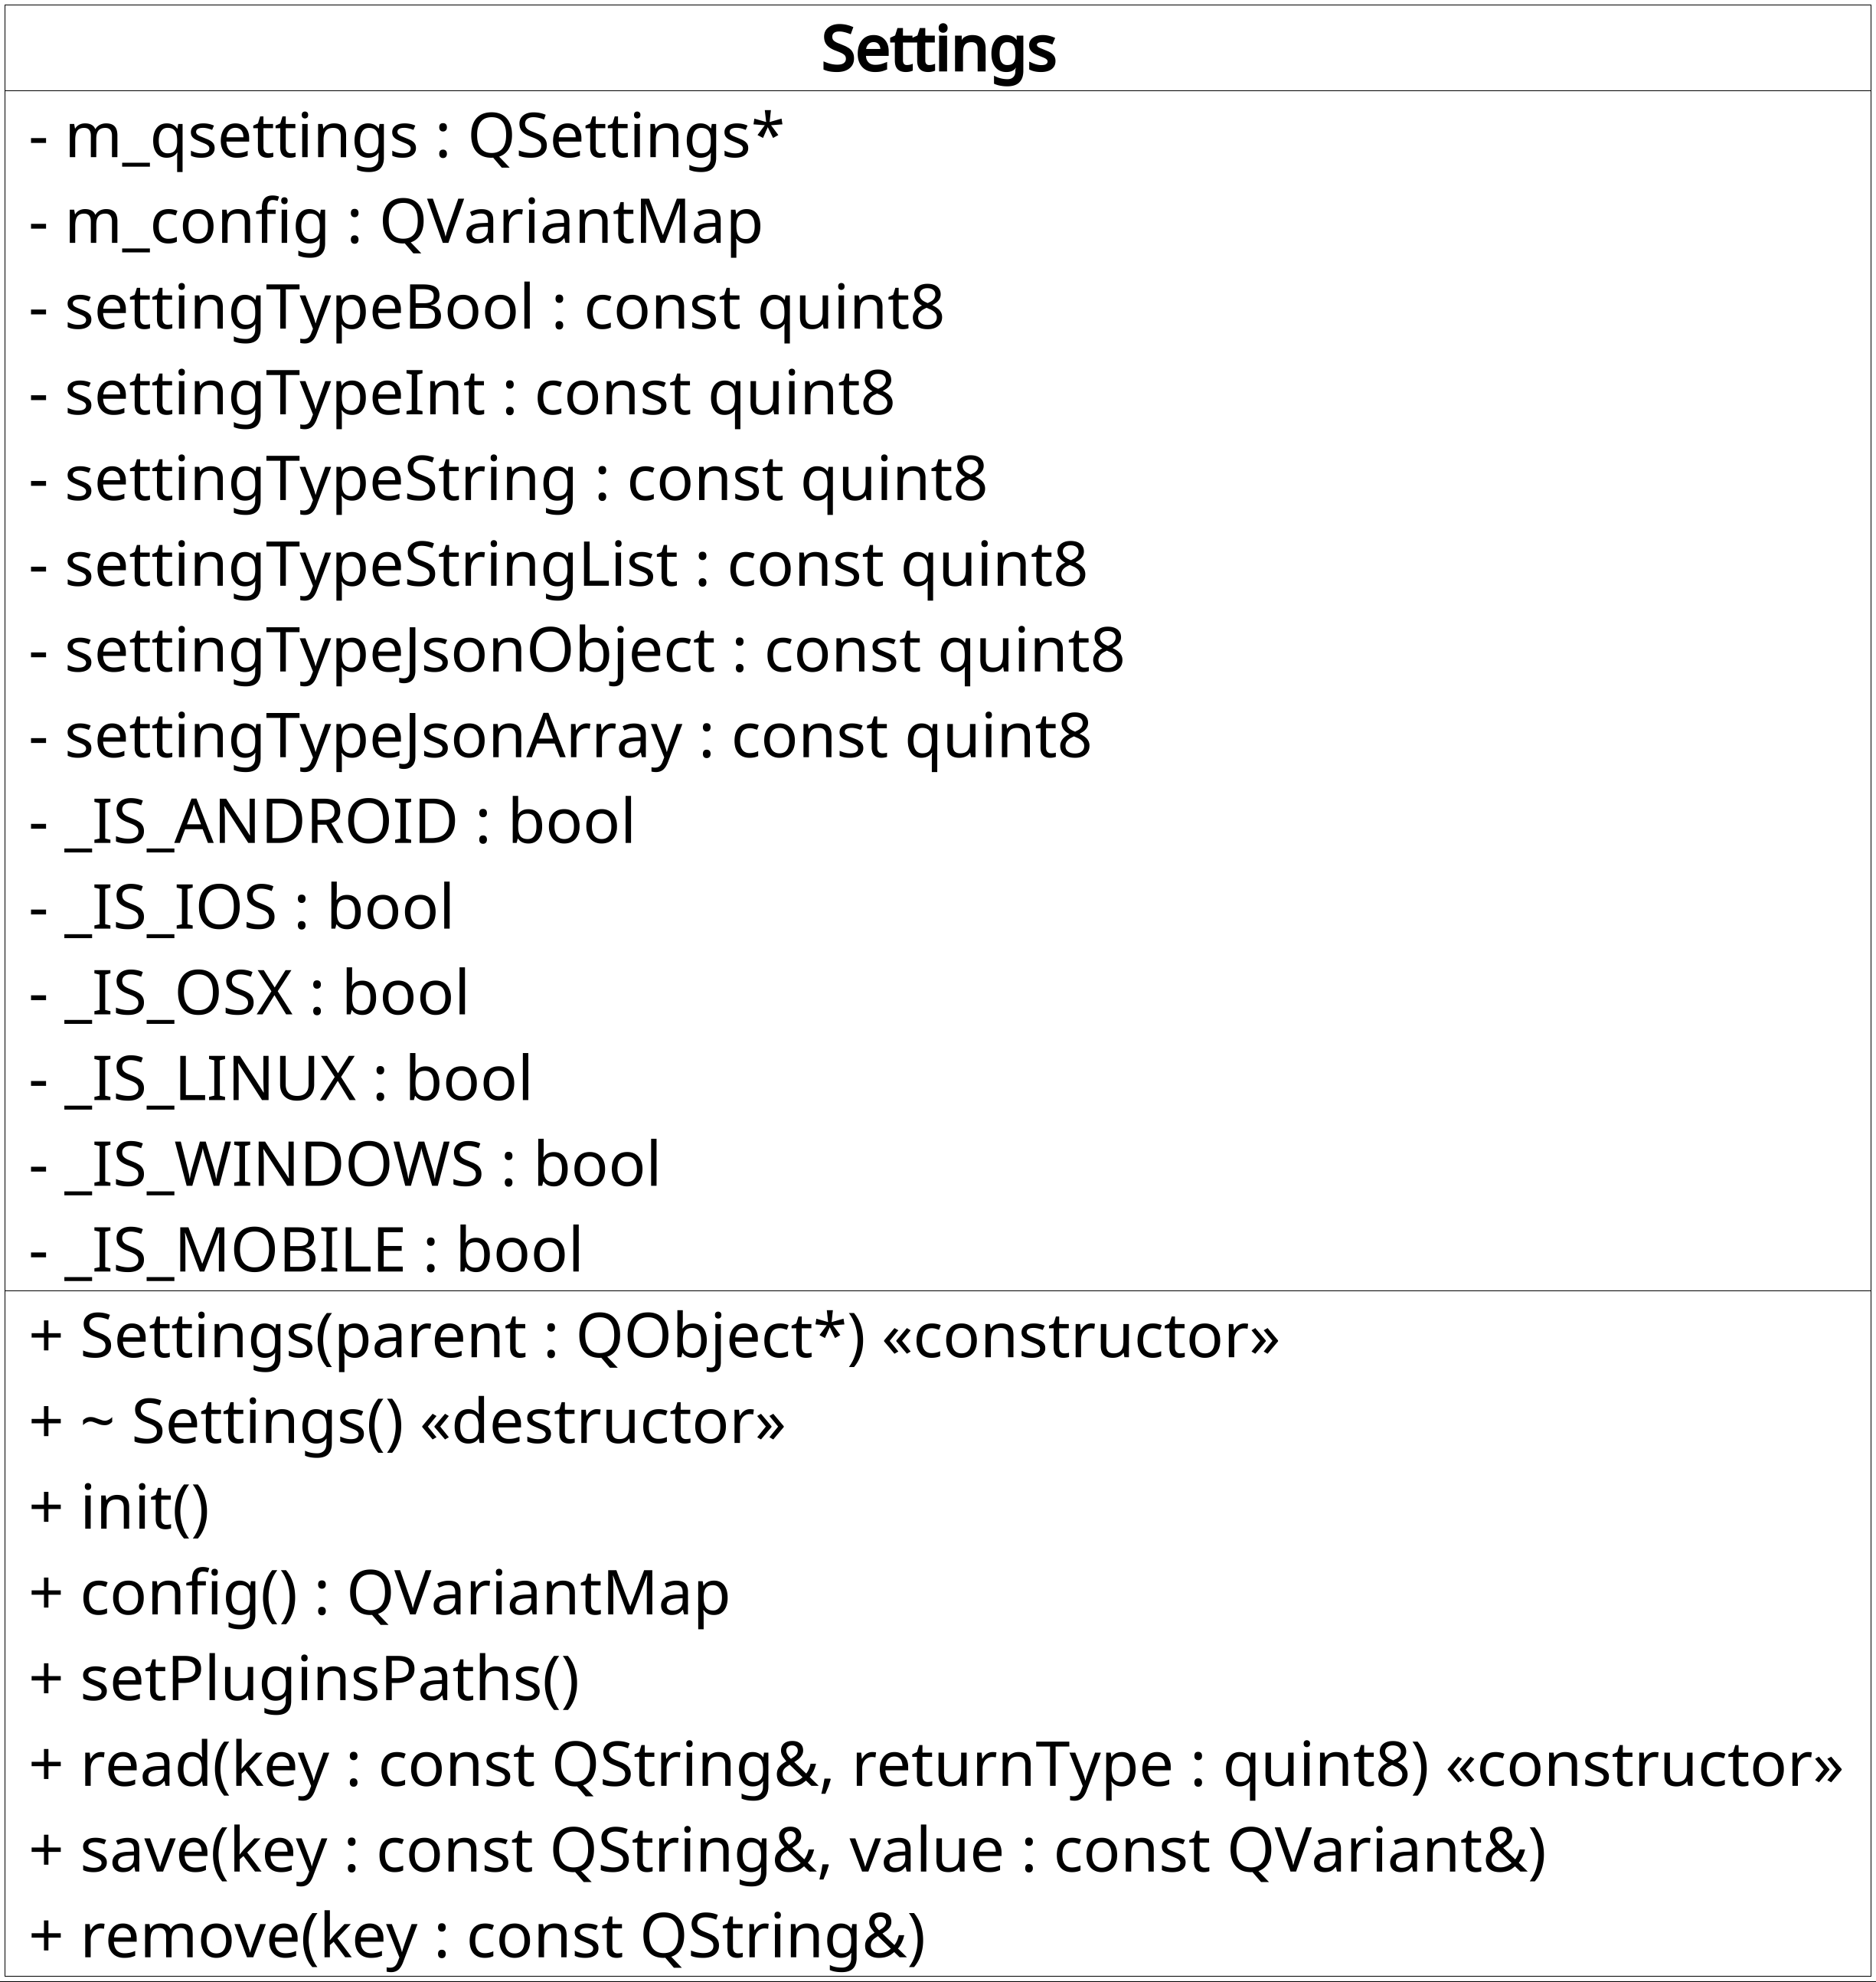 Settings
- m_qsettings : QSettings*
- m_config : QVariantMap
- settingTypeBool : const quint8
- settingTypeInt : const quint8
- settingTypeString : const quint8
- settingTypeStringList : const quint8
- settingTypeJsonObject : const quint8
- settingTypeJsonArray : const quint8
- _IS_ANDROID : bool
- _IS_IOS : bool
- _IS_OSX : bool
- _IS_LINUX : bool
- _IS_WINDOWS : bool
- _IS_MOBILE : bool
+ Settings(parent : QObject*) «constructor»
+ ~ Settings() «destructor»
+ init()
+ config() : QVariantMap
+ setPluginsPaths()
+ read(key : const QString&, returnType : quint8) «constructor»
+ save(key : const QString&, value : const QVariant&)
+ remove(key : const QString&)